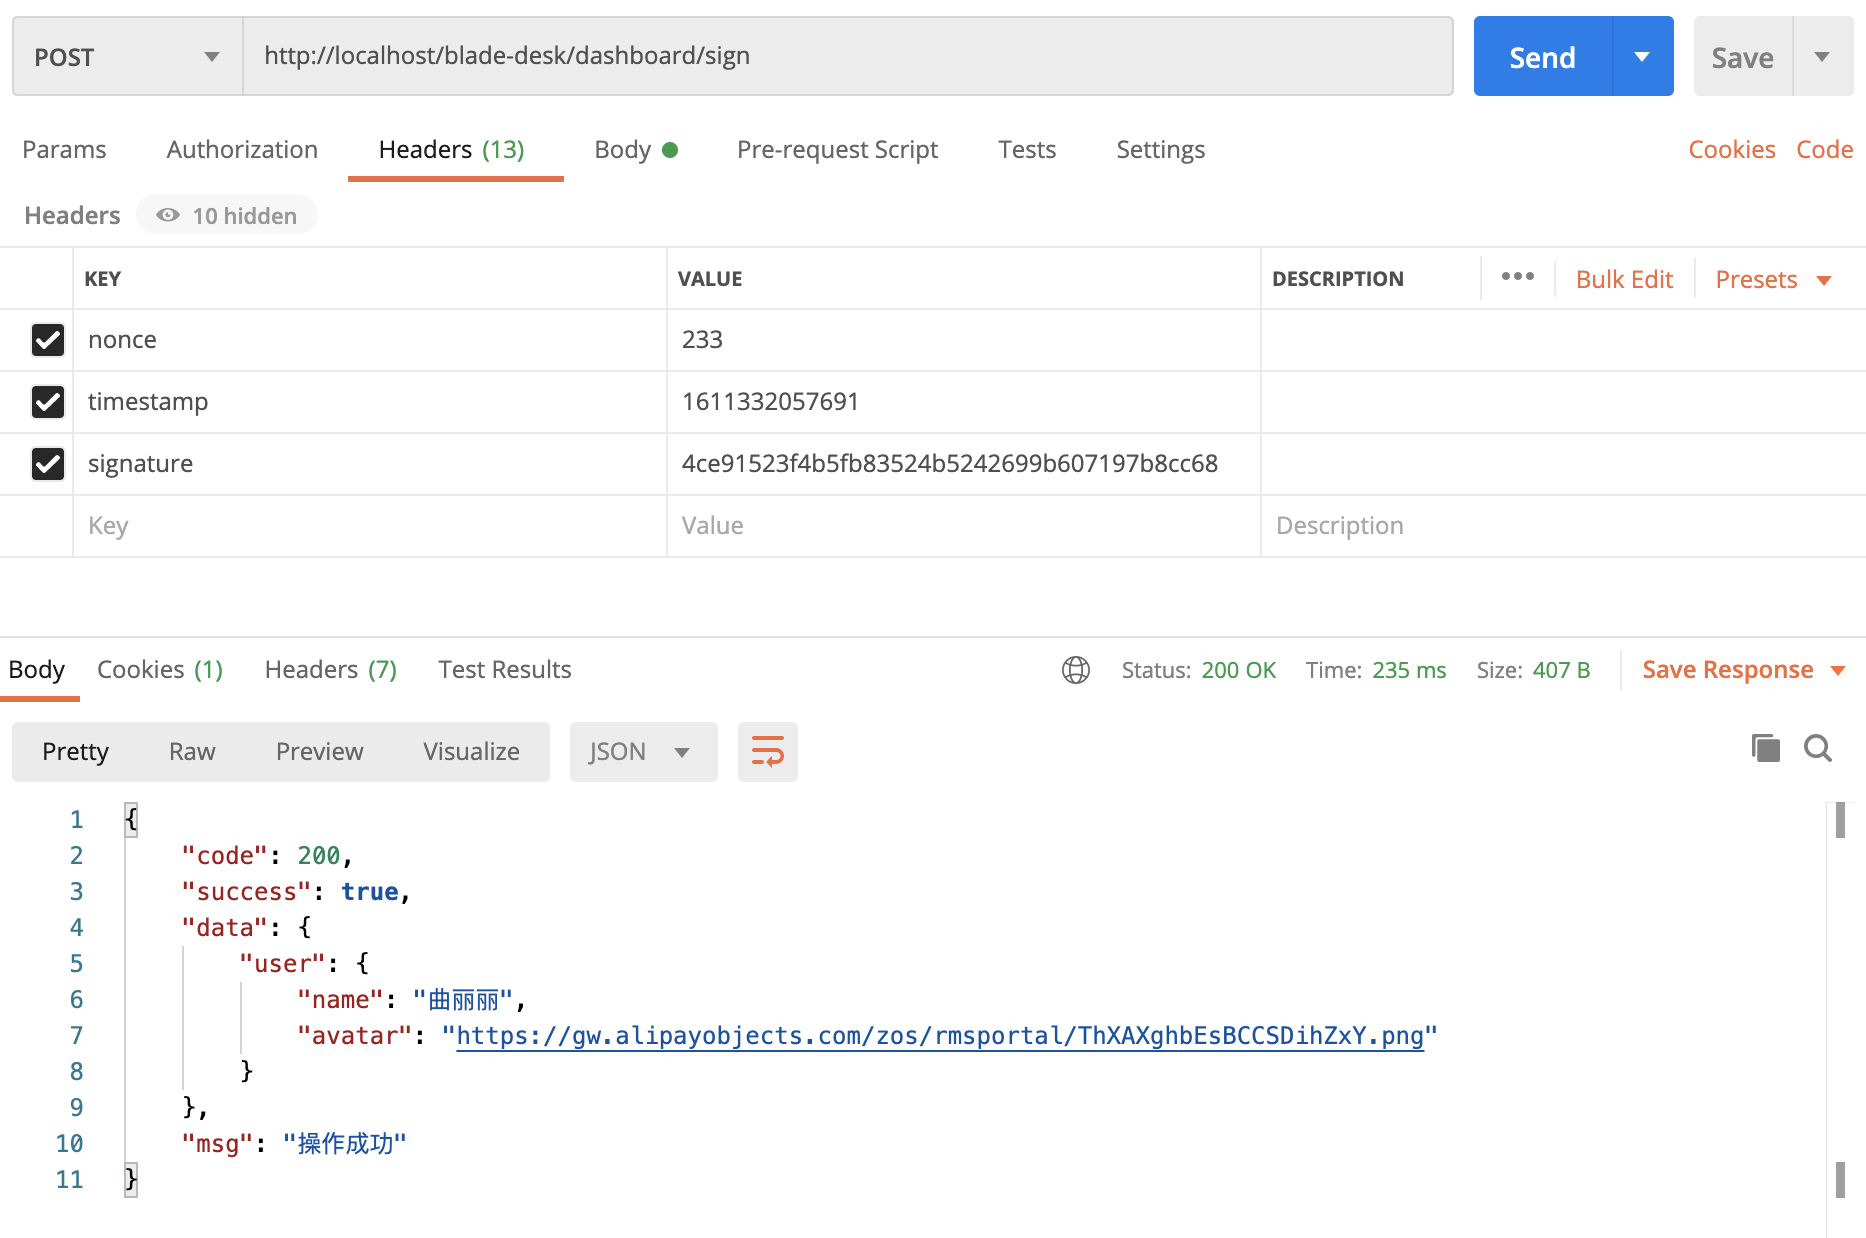 POST http://localhost/blade-desk/dashboard/sign Send Save
Params Authorization Headers (13) Body Pre-request Script Tests Settings Cookies Code
Headers 10 hidden
KEY VALUE DESCRIPTION ••• Bulk Edit Presets
nonce 233
timestamp 1611332057691
signature 4ce91523f4b5fb83524b5242699b607197b8cc68
Key Value Description
Body Cookies (1) Headers (7) Test Results Status: 200 OK Time: 235 ms Size: 407 B Save Response
Pretty Raw Preview Visualize JSON
1 {
2 "code": 200,
3 "success": true,
4 "data": {
5 "user": {
6 "name": "曲丽丽",
7 "avatar": "https://gw.alipayobjects.com/zos/rmsportal/ThXAXghbEsBCCSDihZxY.png"
8 }
9 },
10 "msg": "操作成功"
11 }